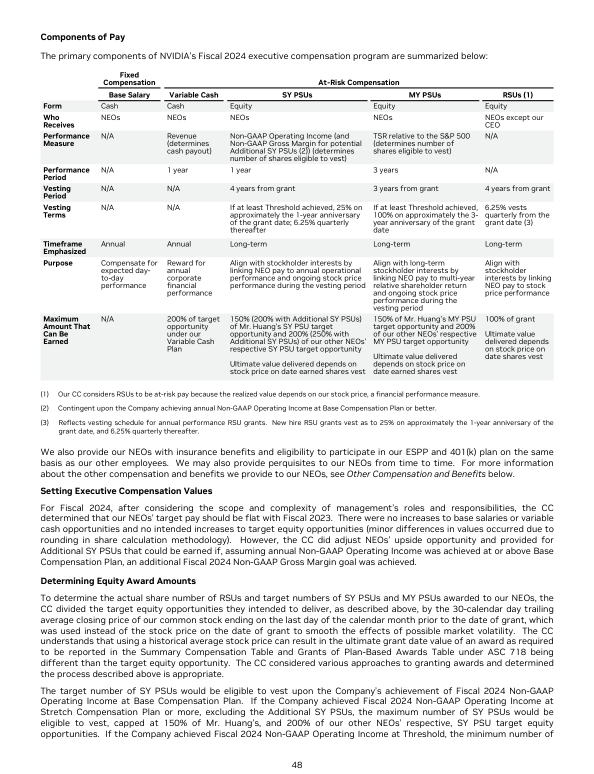 Components of Pay
The primary components of NVIDIA's Fiscal 2024 executive compensation program are summarized below:
Fixed Compensation
At-Risk Compensation
Base Salary
Variable Cash
SY PSUs
MY PSUs
RSUs (1)
Form
Cash
Cash
Equity
Equity
Equity
Who Receives
NEOs
NEOs
NEOs
NEOs
NEOs except our CEO
Performance Measure
N/A
Revenue (determines cash payout)
Non-GAAP Operating Income (and Non-GAAP Gross Margin for potential Additional SY PSUs (2)) (determines number of shares eligible to vest)
TSR relative to the S&P 500 (determines number of shares eligible to vest)
N/A
Performance Period
N/A
1 year
1 year
3 years
N/A
Vesting Period
N/A
N/A
4 years from grant
3 years from grant
4 years from grant
Vesting Terms
N/A
N/A
If at least Threshold achieved, 25% on approximately the 1-year anniversary of the grant date; 6.25% quarterly thereafter
If at least Threshold achieved, 100% on approximately the 3-year anniversary of the grant date
6.25% vests quarterly from the grant date (3)
Timeframe Emphasized
Annual
Annual
Long-term
Long-term
Long-term
Purpose
Compensate for expected day-to-day performance
Reward for annual corporate financial performance
Align with stockholder interests by linking NEO pay to annual operational performance and ongoing stock price performance during the vesting period
Align with long-term stockholder interests by linking NEO pay to multi-year relative shareholder return and ongoing stock price performance during the vesting period
Align with stockholder interests by linking NEO pay to stock price performance
Maximum Amount That Can Be Earned
N/A
200% of target opportunity under our Variable Cash Plan
150% (200% with Additional SY PSUs) of Mr. Huang's SY PSU target opportunity and 200% (250% with Additional SY PSUs) of our other NEOs' respective SY PSU target opportunity
Ultimate value delivered depends on stock price on date earned shares vest
150% of Mr. Huang's MY PSU target opportunity and 200% of our other NEOs' respective MY PSU target opportunity
Ultimate value delivered depends on stock price on date earned shares vest
100% of grant
Ultimate value delivered depends on stock price on date shares vest
(1) Our CC considers RSUs to be at-risk pay because the realized value depends on our stock price, a financial performance measure.
(2) Contingent upon the Company achieving annual Non-GAAP Operating Income at Base Compensation Plan or better.
(3) Reflects vesting schedule for annual performance RSU grants. New hire RSU grants vest as to 25% on approximately the 1-year anniversary of the
grant date, and 6.25% quarterly thereafter.
We also provide our NEOs with insurance benefits and eligibility to participate in our ESPP and 401(k) plan on the same
basis as our other employees. We may also provide perquisites to our NEOs from time to time. For more information
about the other compensation and benefits we provide to our NEOs, see Other Compensation and Benefits below.
Setting Executive Compensation Values
For Fiscal 2024, after considering the scope and complexity of management's roles and responsibilities, the CC
determined that our NEOs' target pay should be flat with Fiscal 2023. There were no increases to base salaries or variable
cash opportunities and no intended increases to target equity opportunities (minor differences in values occurred due to
rounding in share calculation methodology). However, the CC did adjust NEOs' upside opportunity and provided for
Additional SY PSUs that could be earned if, assuming annual Non-GAAP Operating Income was achieved at or above Base
Compensation Plan, an additional Fiscal 2024 Non-GAAP Gross Margin goal was achieved.
Determining Equity Award Amounts
To determine the actual share number of RSUs and target numbers of SY PSUs and MY PSUs awarded to our NEOs, the
CC divided the target equity opportunities they intended to deliver, as described above, by the 30-calendar day trailing
average closing price of our common stock ending on the last day of the calendar month prior to the date of grant,
which was used instead of the stock price on the date of grant to smooth the effects of possible market volatility. The CC
understands that using a historical average stock price can result in the ultimate grant date value of an award as required
to be reported in the Summary Compensation Table and Grants of Plan-Based Awards Table under ASC 718 being
different than the target equity opportunity. The CC considered various approaches to granting awards and determined
the process described above is appropriate.
The target number of SY PSUs would be eligible to vest upon the Company's achievement of Fiscal 2024 Non-GAAP
Operating Income at Base Compensation Plan. If the Company achieved Fiscal 2024 Non-GAAP Operating Income at
Stretch Compensation Plan or more, excluding the Additional SY PSUs, the maximum number of SY PSUs would be
eligible to vest, capped at 150% of Mr. Huang's, and 200% of our other NEOs' respective, SY PSU target equity
opportunities. If the Company achieved Fiscal 2024 Non-GAAP Operating Income at Threshold, the minimum number of
48